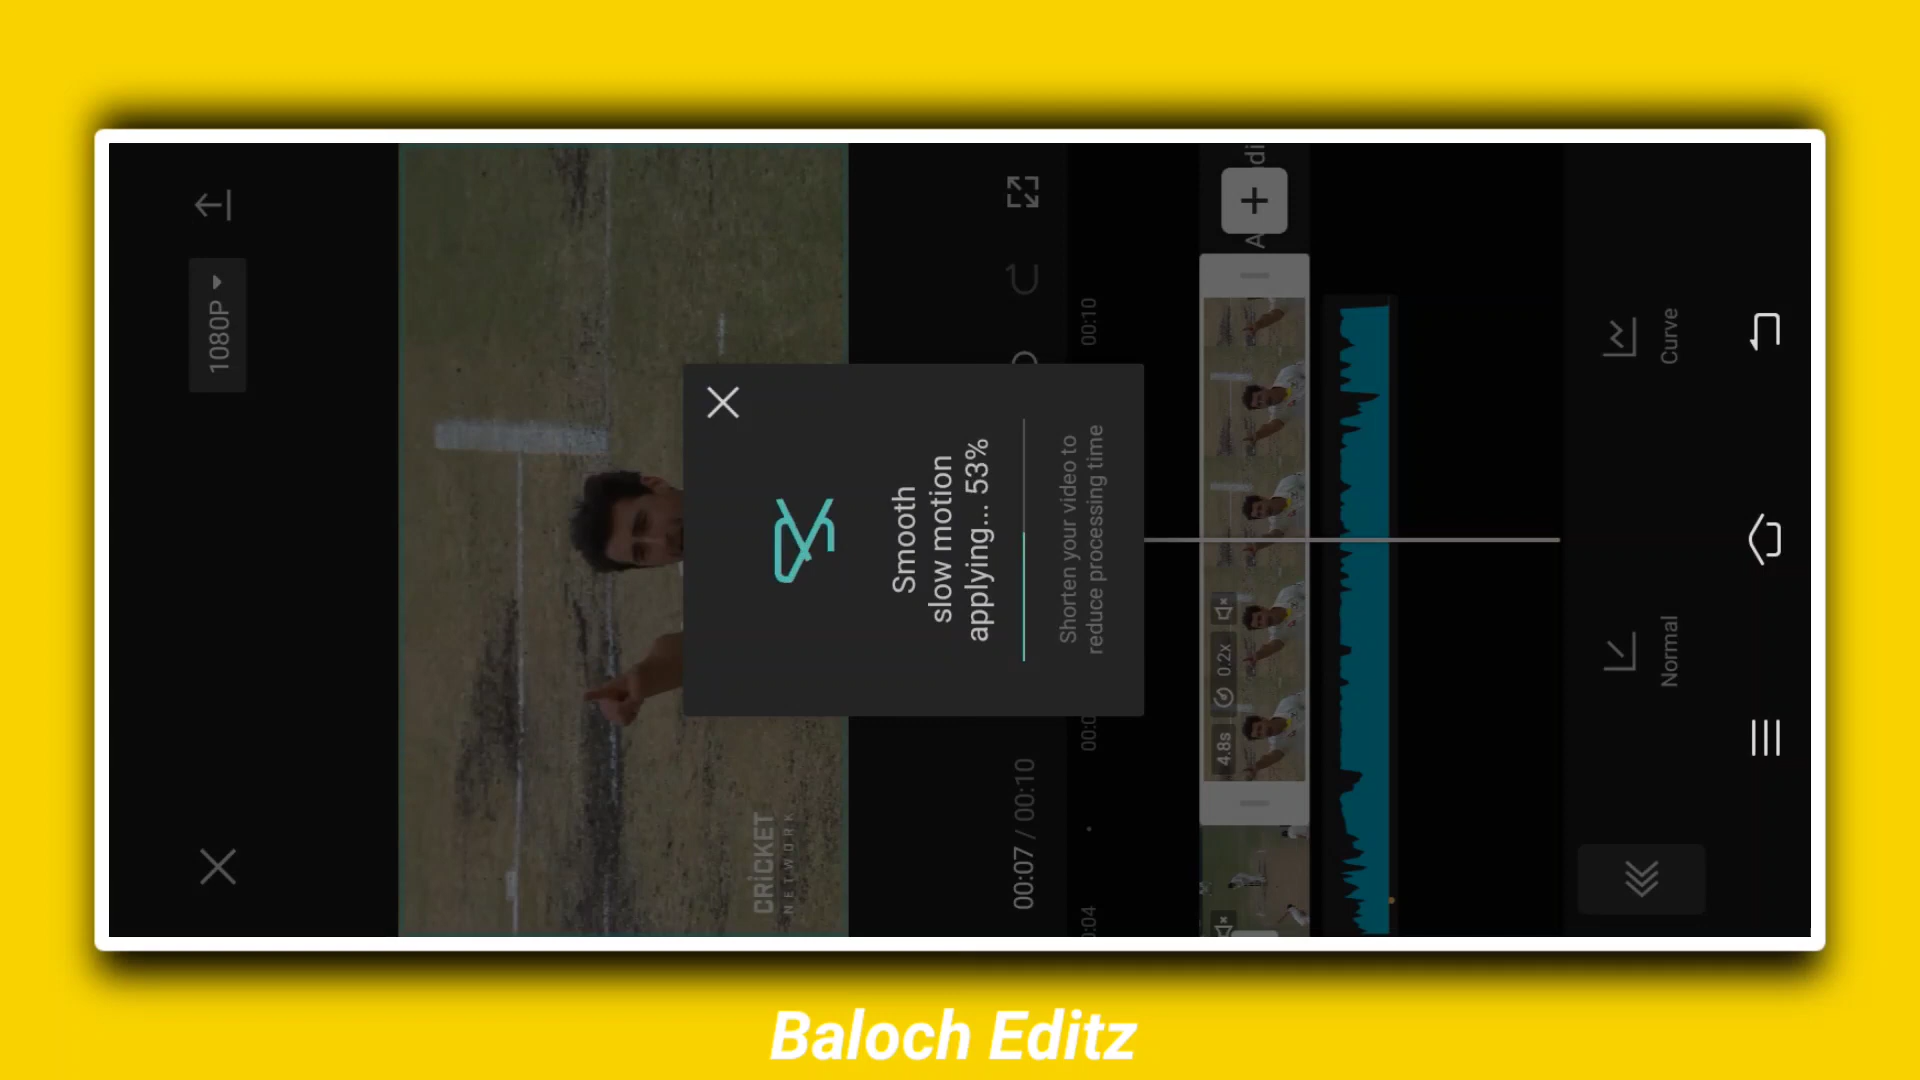 1080P
CRiCKET
NETWORK
00:07 / 00:10
:04
00:10
Smooth
slow motion
applying... 53%
Shorten your video to
reduce processing time
4.8s
0.2x
Normal
Curve
Baloch Editz